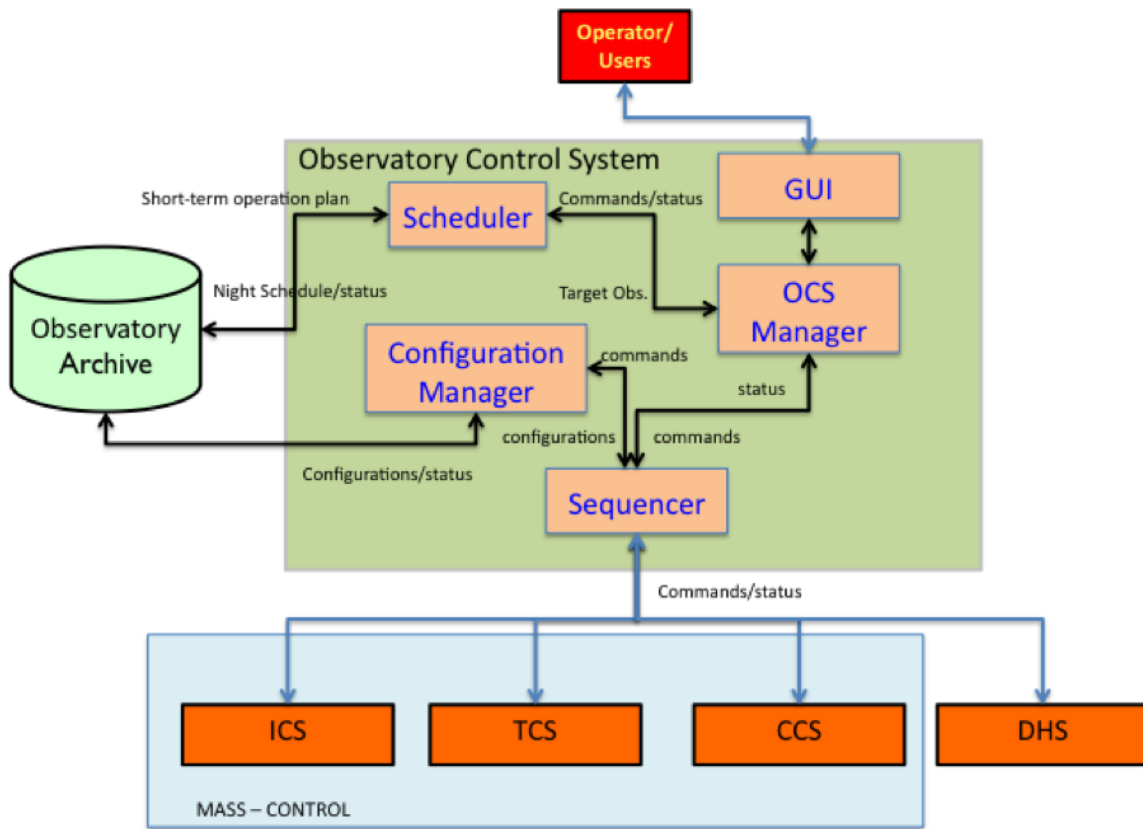 Operator/
Users
Observatory Control System
GUI
Short-term operation plan
Scheduler
Commands/status
Night Schedule/status
Target Obs.
OCS
Manager
Observatory
Archive
Configuration
Manager
commands
status
configurations
commands
Configurations/status
Sequencer
Commands/status
ICS
TCS
CCS
DHS
MASS – CONTROL